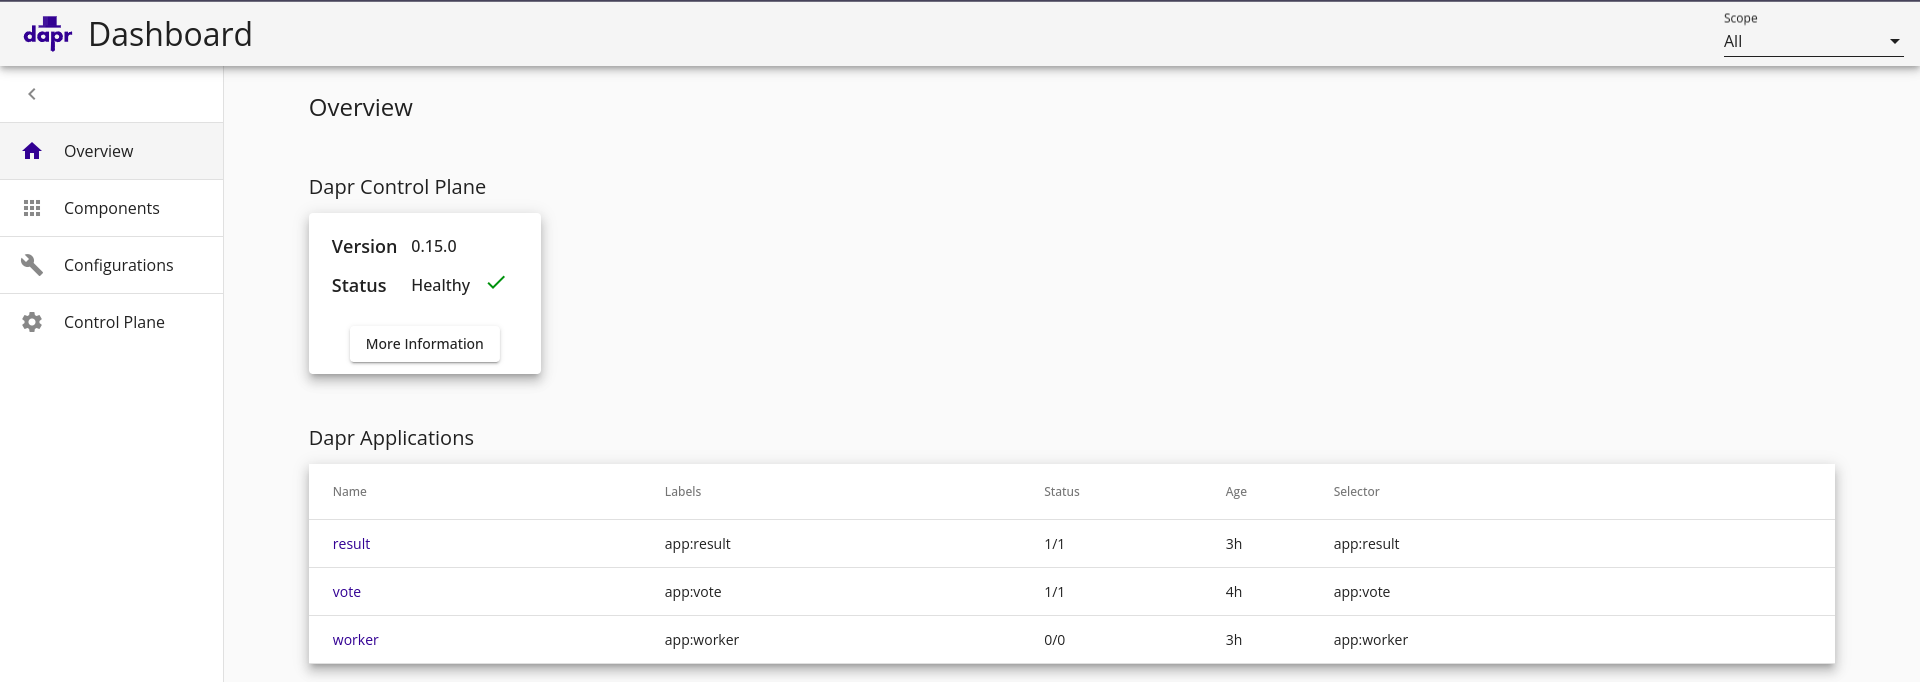 dapr Dashboard
Scope
All
Overview
Components
Configurations
Control Plane
Overview
Dapr Control Plane
Version 0.15.0
Status Healthy
More Information
Dapr Applications
Name Labels Status Age Selector
result app:result 1/1 3h app:result
vote app:vote 1/1 4h app:vote
worker app:worker 0/0 3h app:worker